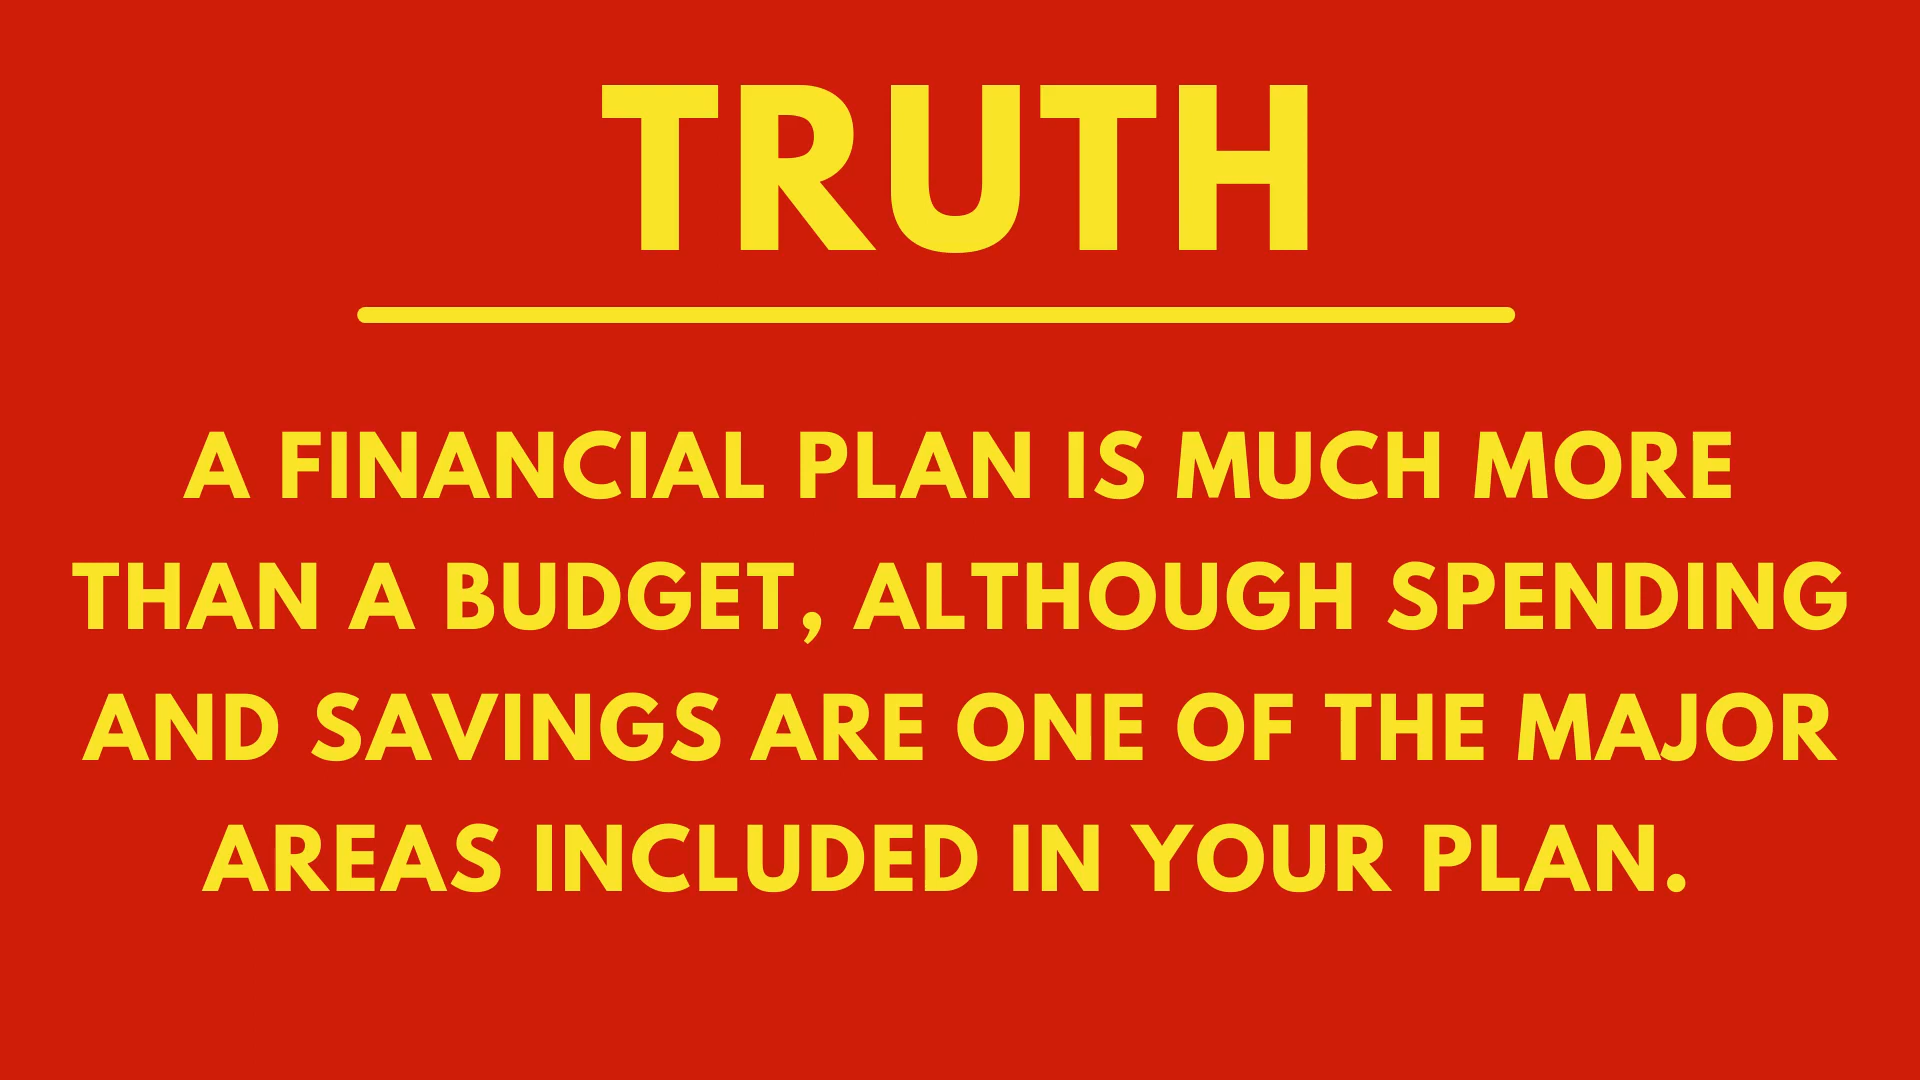 TRUTH
A FINANCIAL PLAN IS MUCH MORE
THAN A BUDGET, ALTHOUGH SPENDING
AND SAVINGS ARE ONE OF THE MAJOR
AREAS INCLUDED IN YOUR PLAN.